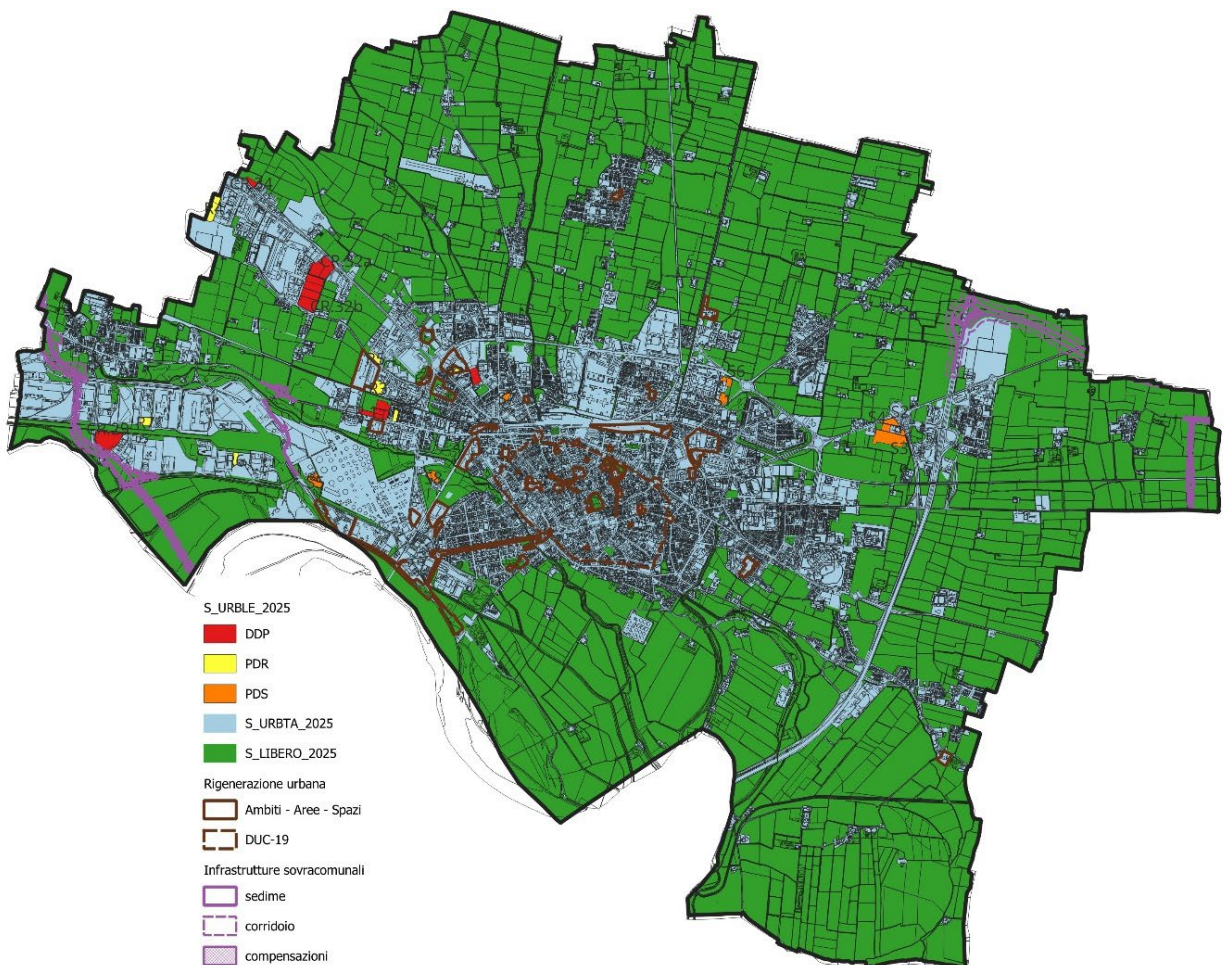 S_URBLE_2025
DDP
PDR
PDS
S_URBTA_2025
S_LIBERO_2025
Rigenerazione urbana
Ambiti - Aree - Spazi
DUC-19
Infrastrutture sovracomunali
sedime
corridoio
compensazioni